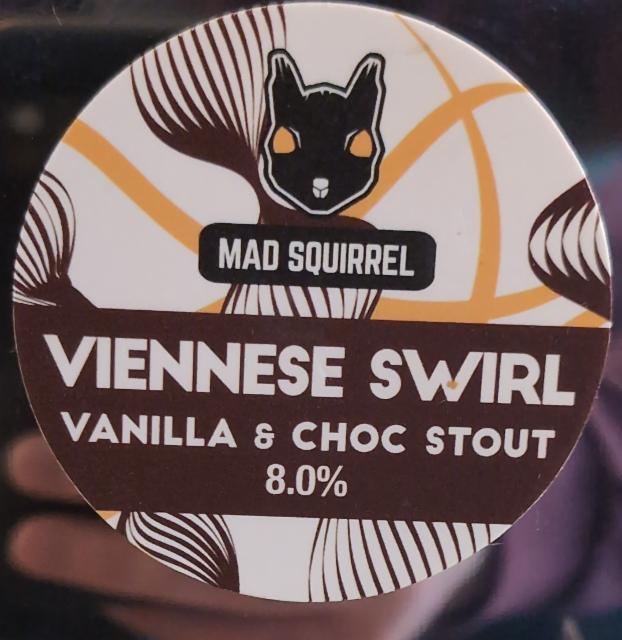 MAD SQUIRREL
VIENNESE SWIRL
VANILLA & CHOC STOUT
8.0%